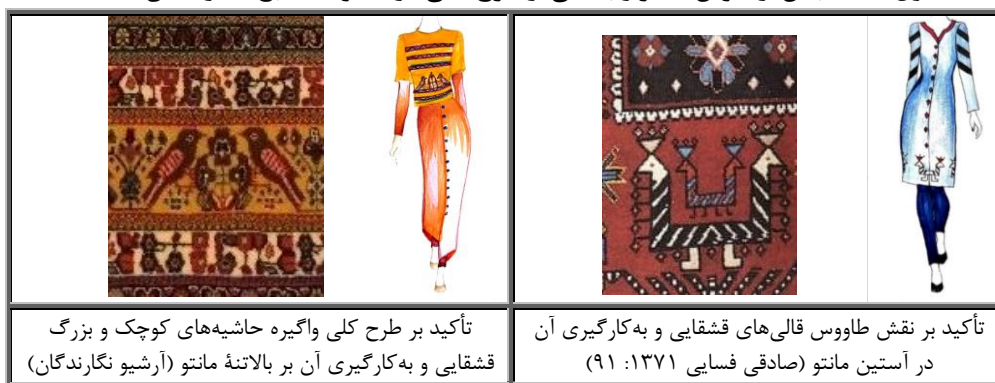 تأکید بر نقش طاووس قالی‌های قشقایی و به‌کارگیری آن
در آستین مانتو (صادقی فسایی ۱۳۷۱: ۹۱)
تأکید بر طرح کلی واگیره حاشیه‌های کوچک و بزرگ
قشقایی و به‌کارگیری آن بر بالاتنهٔ مانتو (آرشیو نگارندگان)